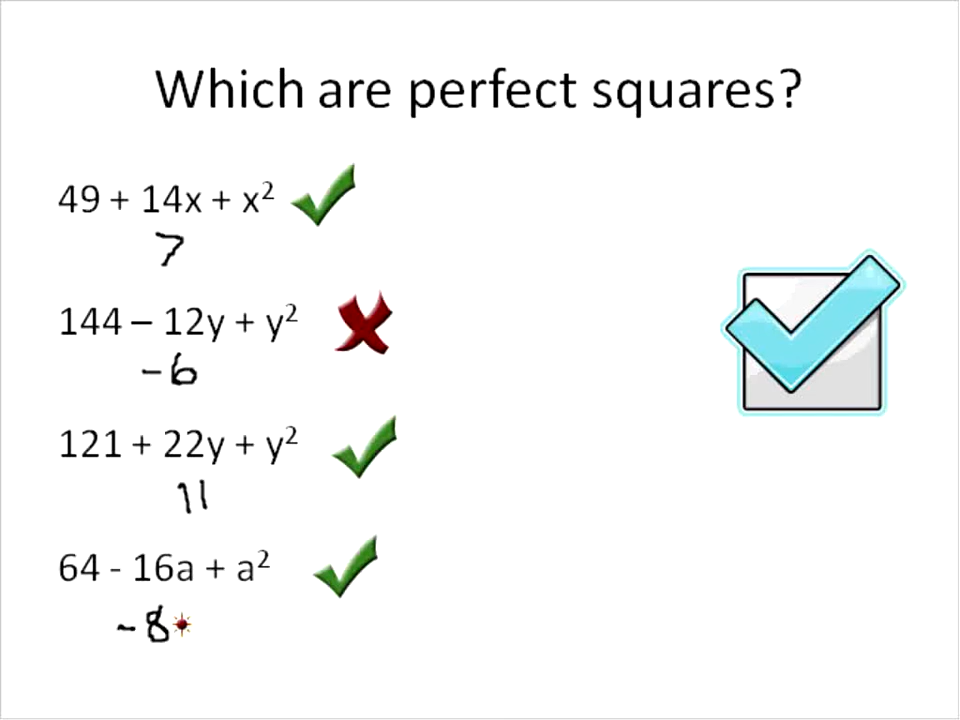 Which are perfect squares?
49 + 14x + x²
7
144 – 12y + y²
-6
121 + 22y + y²
11
64 - 16a + a²
-8